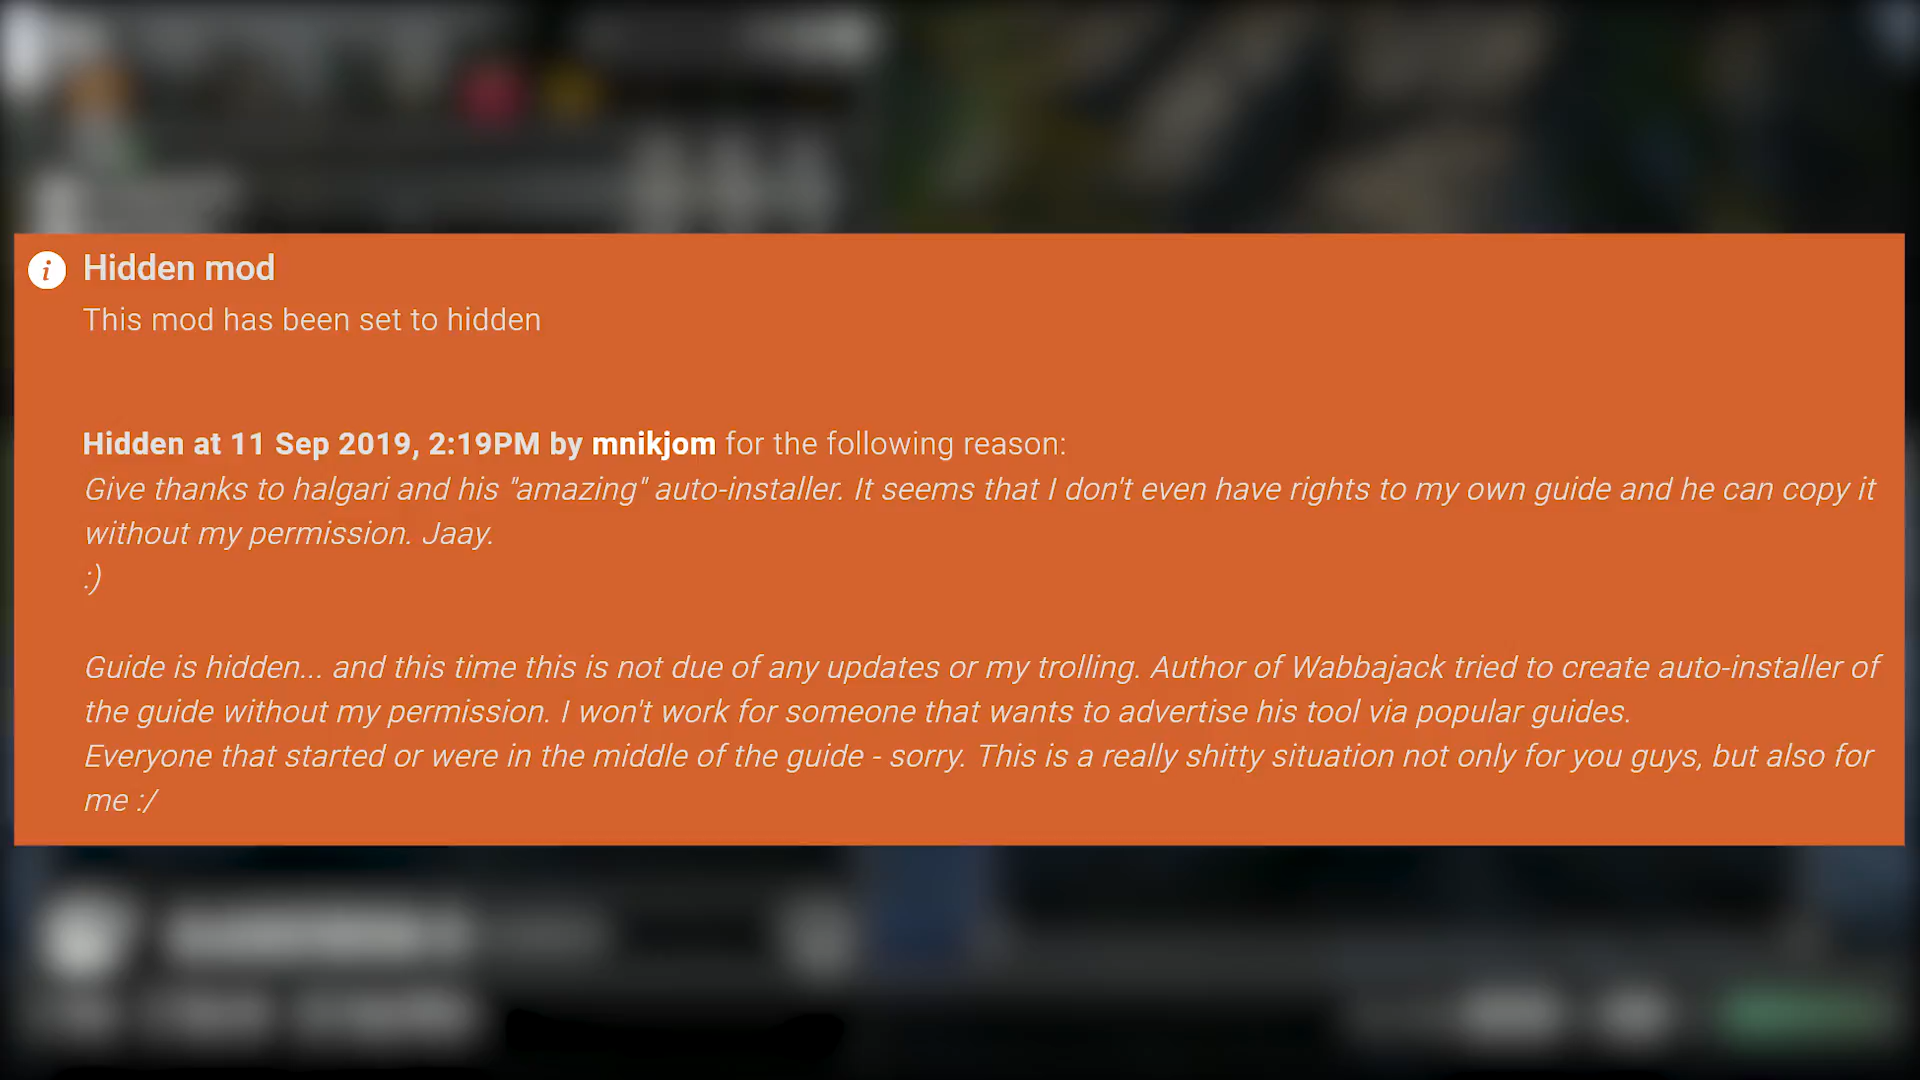 Hidden mod
This mod has been set to hidden
Hidden at 11 Sep 2019, 2:19PM by mnikjom for the following reason:
Give thanks to halgari and his "amazing" auto-installer. It seems that I don't even have rights to my own guide and he can copy it
without my permission. Jaay.
:)
Guide is hidden... and this time this is not due of any updates or my trolling. Author of Wabbajack tried to create auto-installer of
the guide without my permission. I won't work for someone that wants to advertise his tool via popular guides.
Everyone that started or were in the middle of the guide - sorry. This is a really shitty situation not only for you guys, but also for
me :/